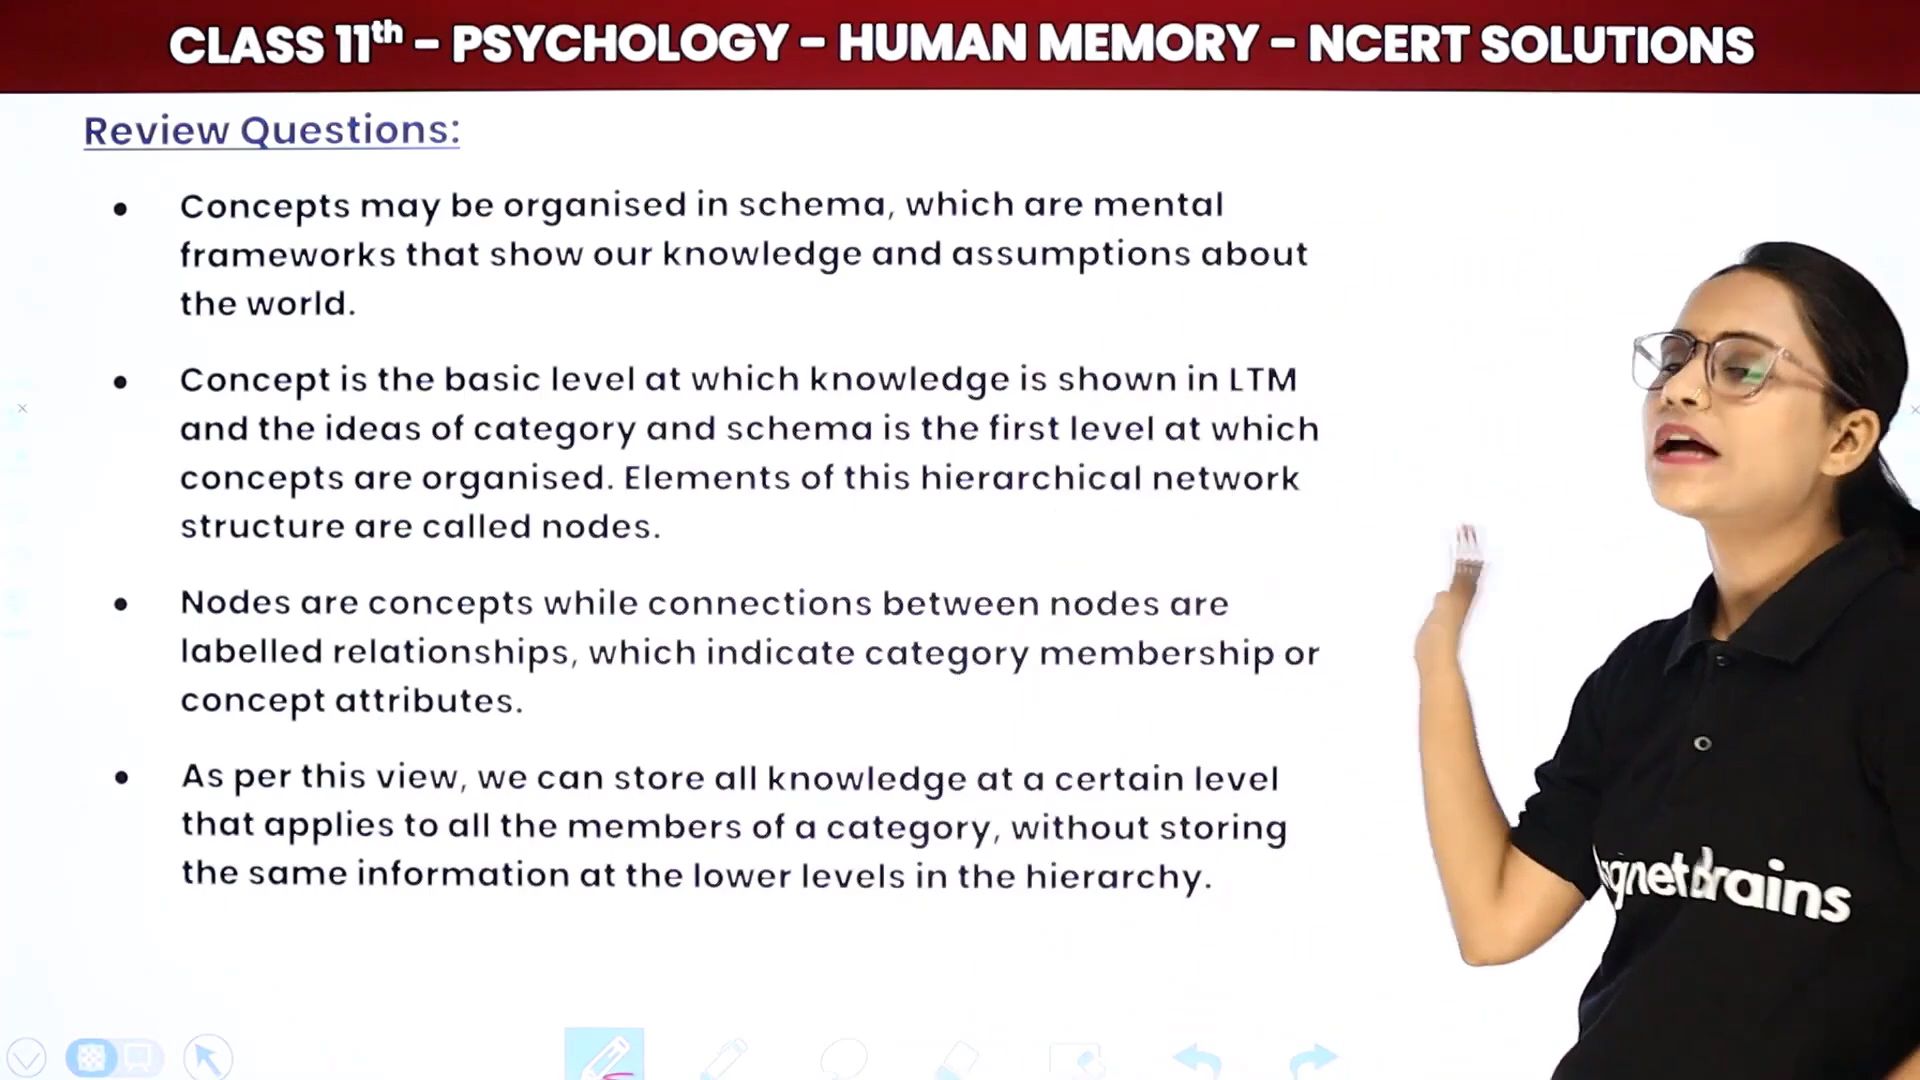 CLASS 11th – PSYCHOLOGY – HUMAN MEMORY – NCERT SOLUTIONS
Review Questions:
• Concepts may be organised in schema, which are mental
frameworks that show our knowledge and assumptions about
the world.
• Concept is the basic level at which knowledge is shown in LTM
and the ideas of category and schema is the first level at which
concepts are organised. Elements of this hierarchical network
structure are called nodes.
• Nodes are concepts while connections between nodes are
labelled relationships, which indicate category membership or
concept attributes.
• As per this view, we can store all knowledge at a certain level
that applies to all the members of a category, without storing
the same information at the lower levels in the hierarchy.
gnetbrains